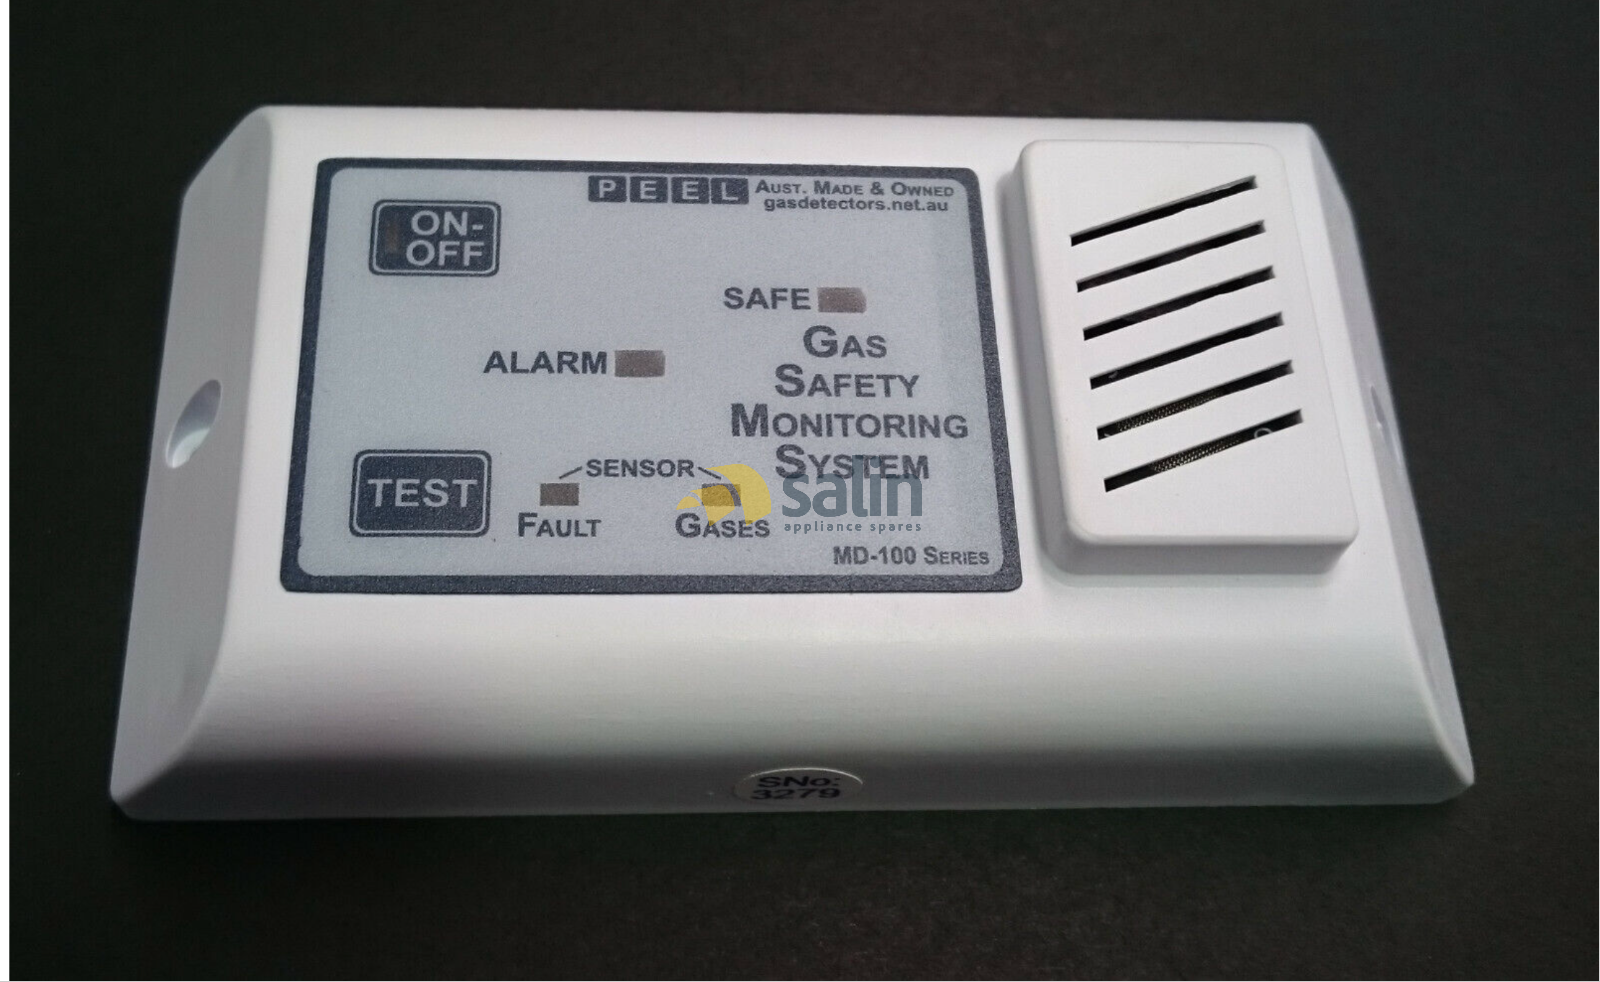 PEEL AUST. MADE & OWNED
gasdetectors.net.au
ON-
OFF
SAFE
GAS
ALARM
SAFETY
MONITORING
SYSTEM
SENSOR
TEST
FAULT
GASES
salin
appliance spares
MD-100 SERIES
SNo:
3279